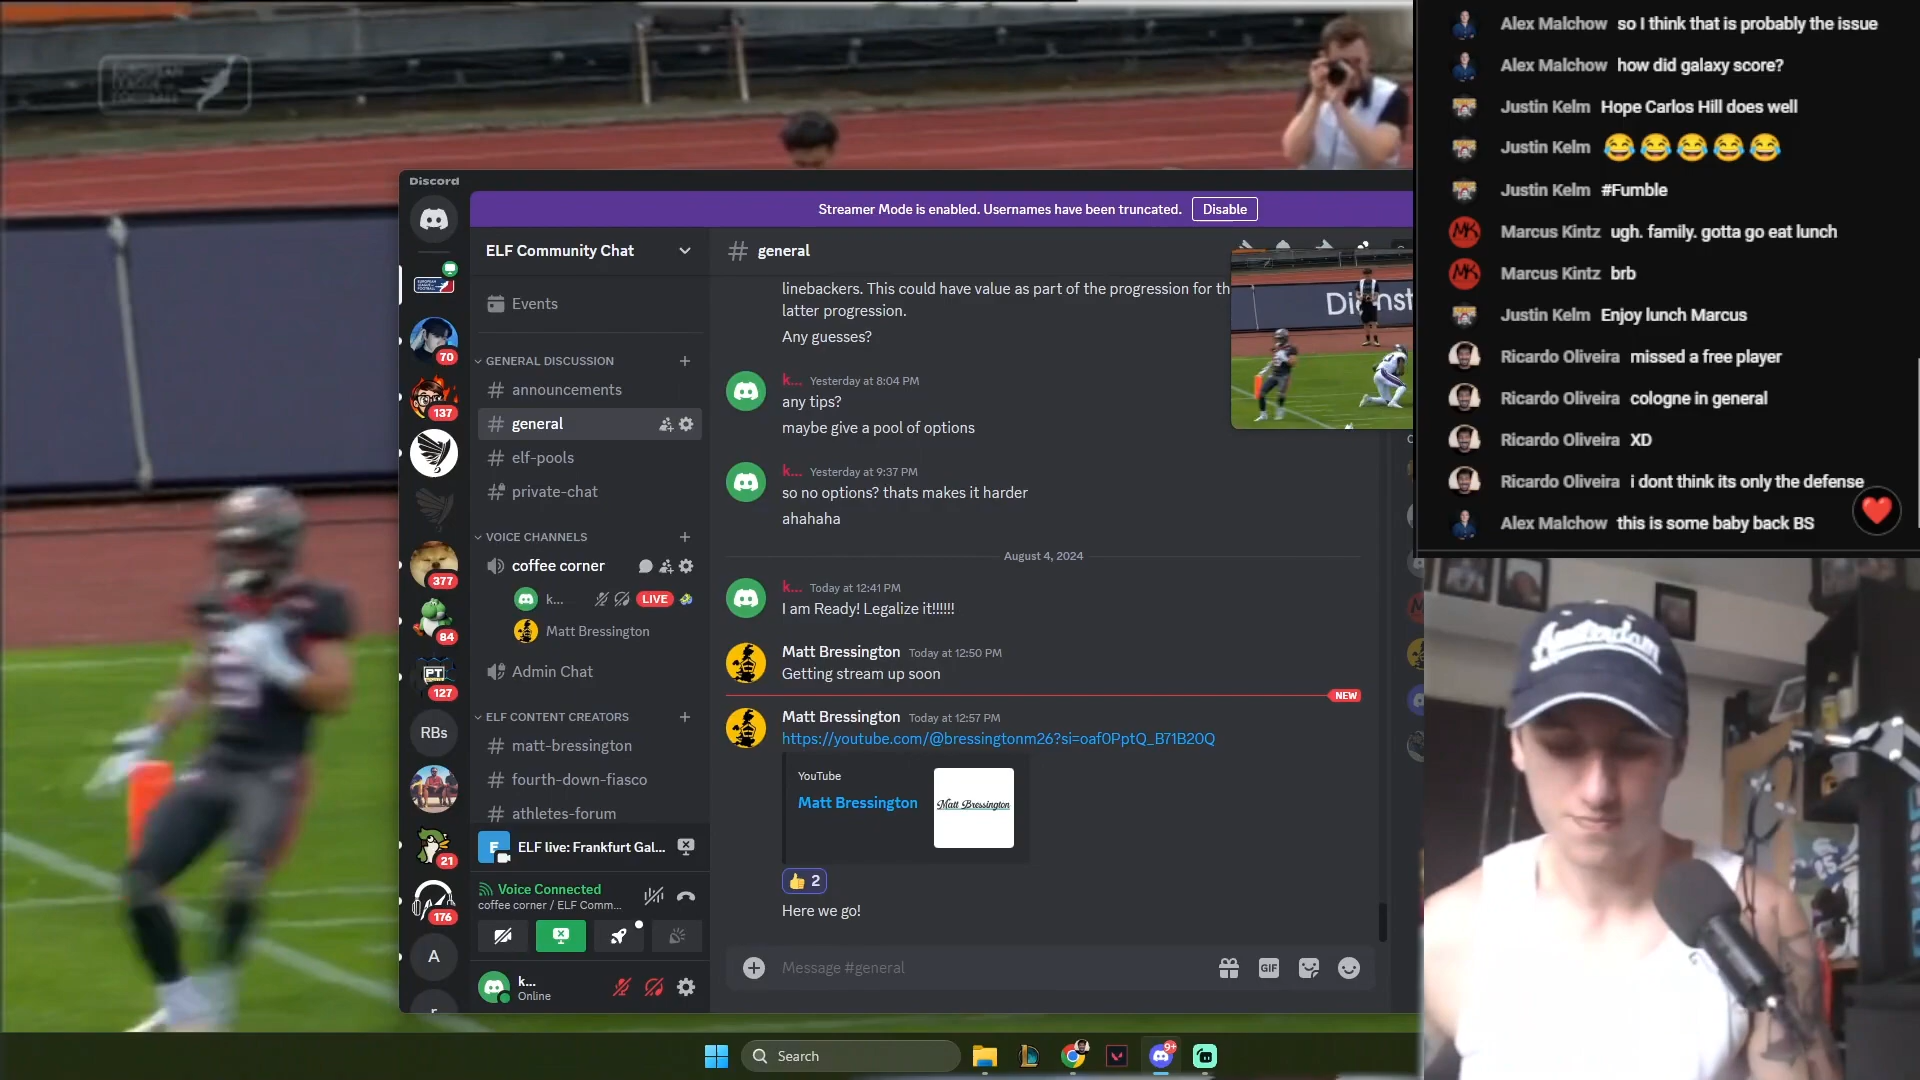 EUROPEAN
LEAGUE OF
FOOTBALL
Discord
Streamer Mode is enabled. Usernames have been truncated.
Disable
ELF Community Chat
general
Events
GENERAL DISCUSSION
announcements
general
elf-pools
private-chat
VOICE CHANNELS
coffee corner
k...
LIVE
Matt Bressington
Admin Chat
ELF CONTENT CREATORS
matt-bressington
fourth-down-fiasco
athletes-forum
ELF live: Frankfurt Gal...
Voice Connected
coffee corner / ELF Comm...
k...
Online
70
137
377
84
PT
127
RBs
21
176
A
r
linebackers. This could have value as part of the progression for th
latter progression.
Any guesses?
k... Yesterday at 8:04 PM
any tips?
maybe give a pool of options
k... Yesterday at 9:37 PM
so no options? thats makes it harder
ahahaha
August 4, 2024
k... Today at 12:41 PM
I am Ready! Legalize it!!!!!!
Matt Bressington Today at 12:50 PM
Getting stream up soon
NEW
Matt Bressington Today at 12:57 PM
https://youtube.com/@bressingtonm26?si=oaf0PptQ_B71B20Q
YouTube
Matt Bressington
Matt Bressington
👍 2
Here we go!
Message #general
GIF
Dienst
Alex Malchow so I think that is probably the issue
Alex Malchow how did galaxy score?
Justin Kelm Hope Carlos Hill does well
Justin Kelm 😂😂😂😂😂
Justin Kelm #Fumble
MK
Marcus Kintz ugh. family. gotta go eat lunch
MK
Marcus Kintz brb
Justin Kelm Enjoy lunch Marcus
Ricardo Oliveira missed a free player
Ricardo Oliveira cologne in general
Ricardo Oliveira XD
Ricardo Oliveira i dont think its only the defense
Alex Malchow this is some baby back BS
Amsterdam
Search
9+